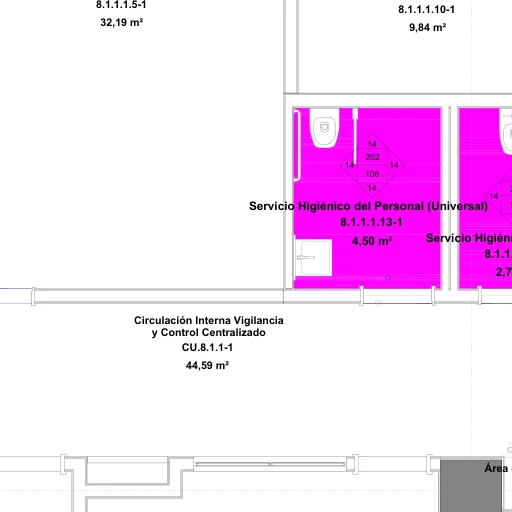 8.1.1.1.5-1
32,19 m²
8.1.1.1.10-1
9,84 m²
14
202
14
14
106
14
Servicio Higiénico del Personal (Universal)
8.1.1.1.13-1
4,50 m²
14
Servicio Higiéni
8.1.1.
2,7
Circulación Interna Vigilancia
y Control Centralizado
CU.8.1.1-1
44,59 m²
Área